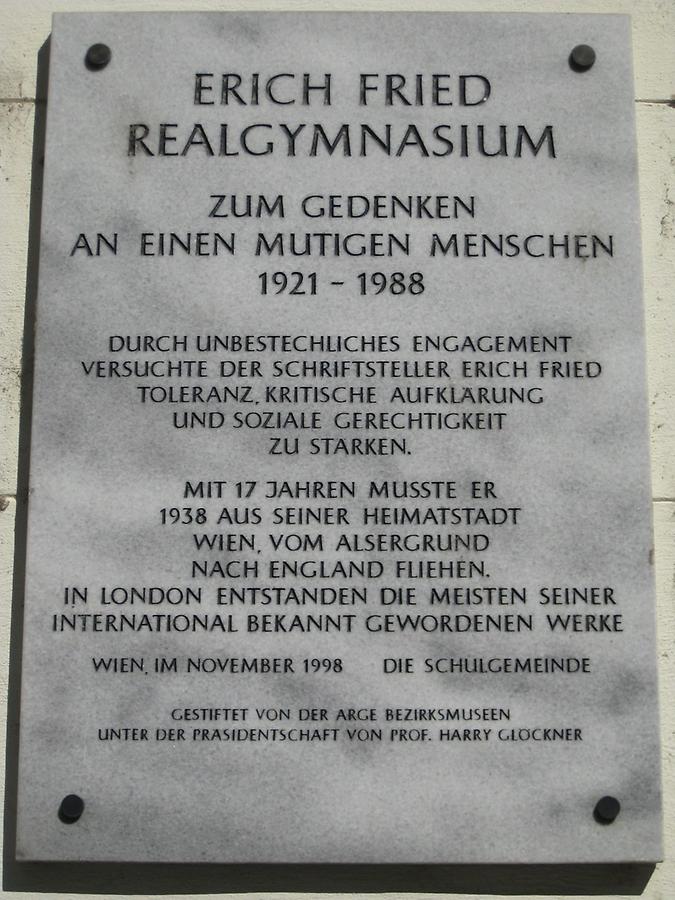 ERICH FRIED
REALGYMNASIUM
ZUM GEDENKEN
AN EINEN MUTIGEN MENSCHEN
1921 - 1988
DURCH UNBESTECHLICHES ENGAGEMENT
VERSUCHTE DER SCHRIFTSTELLER ERICH FRIED
TOLERANZ, KRITISCHE AUFKLÄRUNG
UND SOZIALE GERECHTIGKEIT
ZU STÄRKEN.
MIT 17 JAHREN MUSSTE ER
1938 AUS SEINER HEIMATSTADT
WIEN, VOM ALSERGRUND
NACH ENGLAND FLIEHEN.
IN LONDON ENTSTANDEN DIE MEISTEN SEINER
INTERNATIONAL BEKANNT GEWORDENEN WERKE
WIEN, IM NOVEMBER 1998 DIE SCHULGEMEINDE
GESTIFTET VON DER ARGE BEZIRKSMUSEEN
UNTER DER PRÄSIDENTSCHAFT VON PROF. HARRY GLÖCKNER